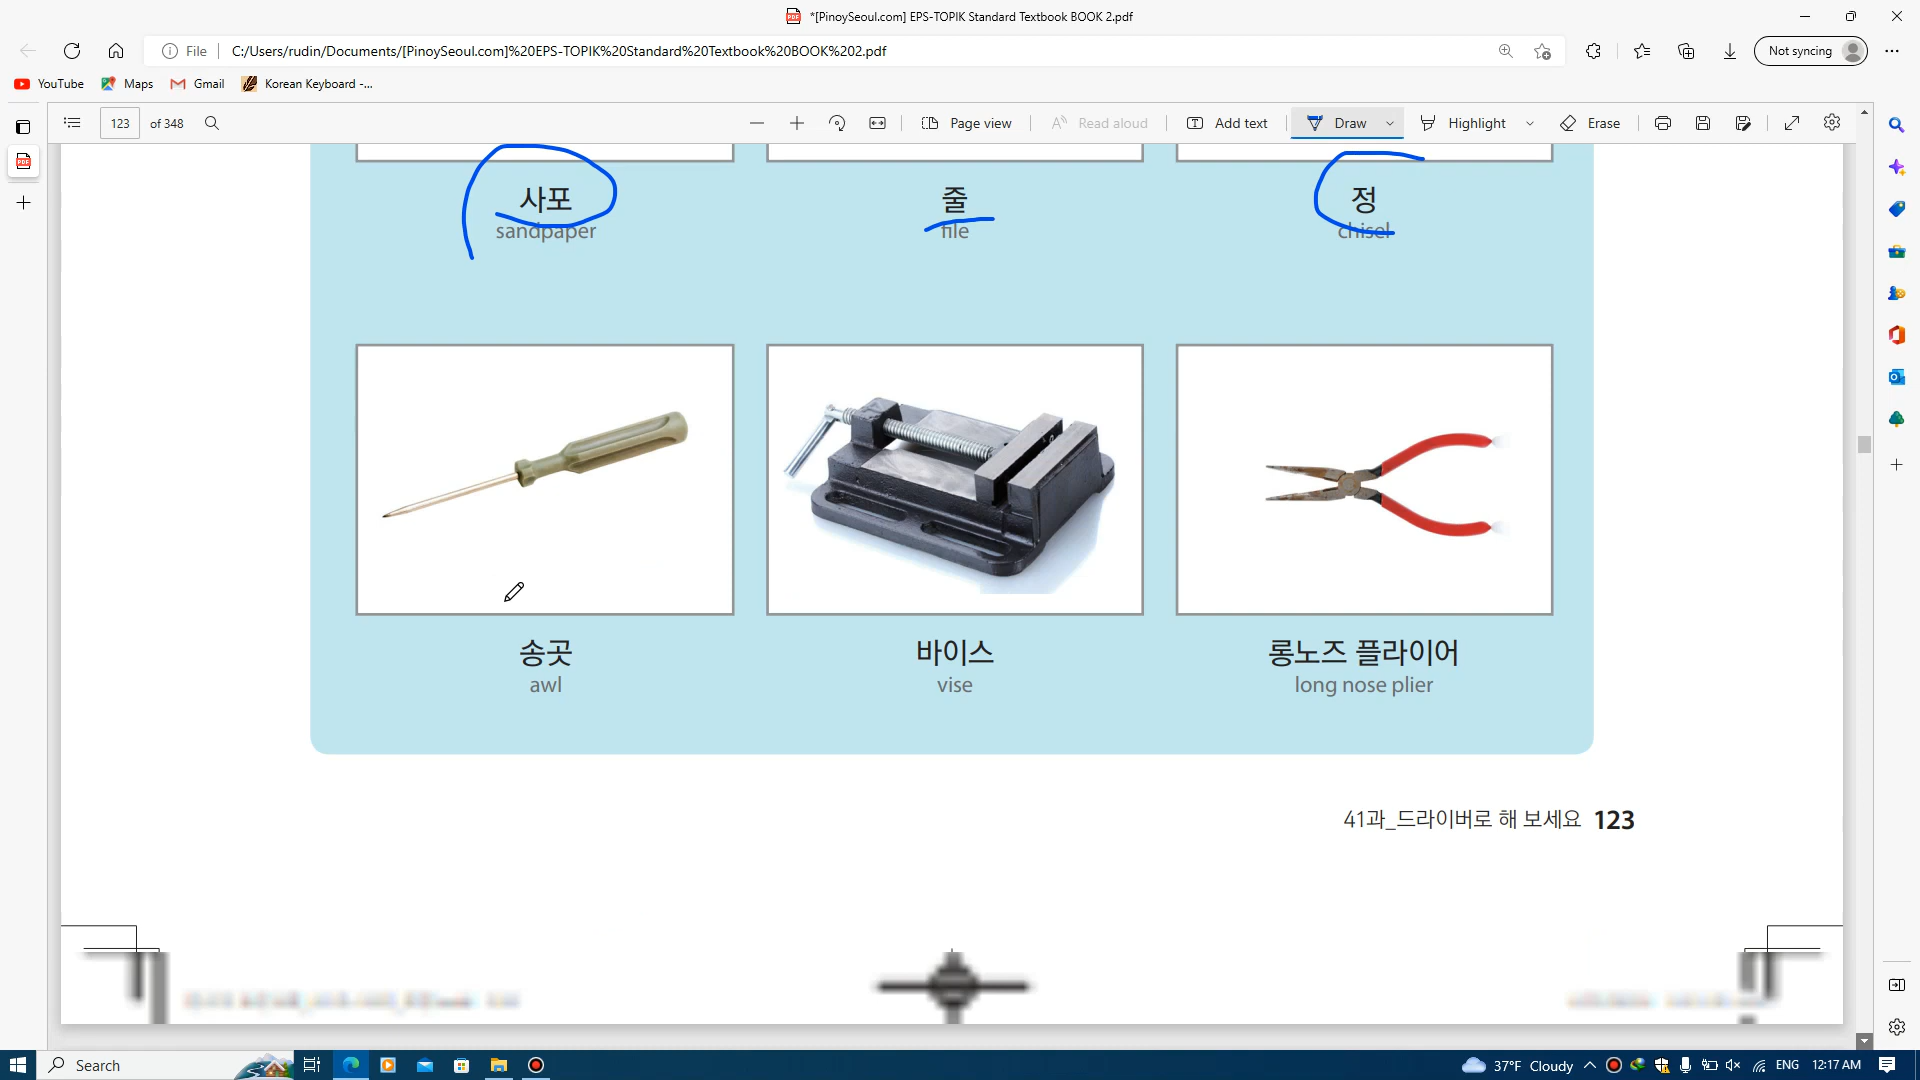 *[PinoySeoul.com] EPS-TOPIK Standard Textbook BOOK 2.pdf
File C:/Users/rudin/Documents/[PinoySeoul.com]%20EPS-TOPIK%20Standard%20Textbook%20BOOK%202.pdf Not syncing
YouTube Maps Gmail Korean Keyboard -...
123 of 348 Page view Read aloud Add text Draw Highlight Erase
사포 줄 정
sandpaper file chisel
송곳 바이스 롱노즈 플라이어
awl vise long nose plier
41과_드라이버로 해 보세요 123
Search 37°F Cloudy ENG 12:17 AM